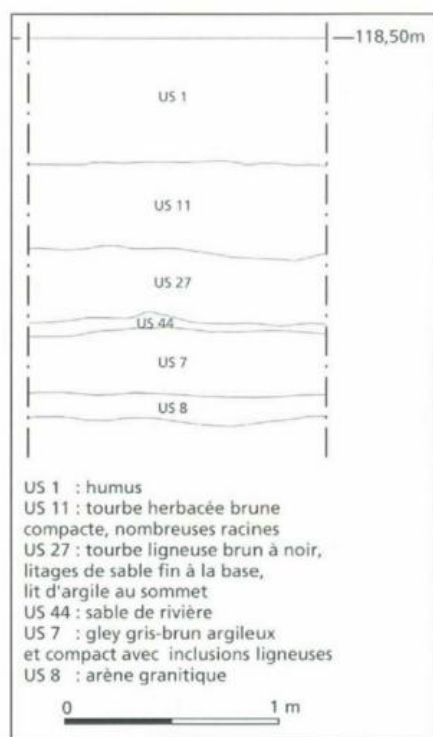 118,50m
US 1
US 11
US 27
US 44
US 7
US 8
US 1 : humus
US 11 : tourbe herbacée brune
compacte, nombreuses racines
US 27 : tourbe ligneuse brun à noir,
litages de sable fin à la base,
lit d'argile au sommet
US 44 : sable de rivière
US 7 : gley gris-brun argileux
et compact avec inclusions ligneuses
US 8 : arène granitique
0 1 m